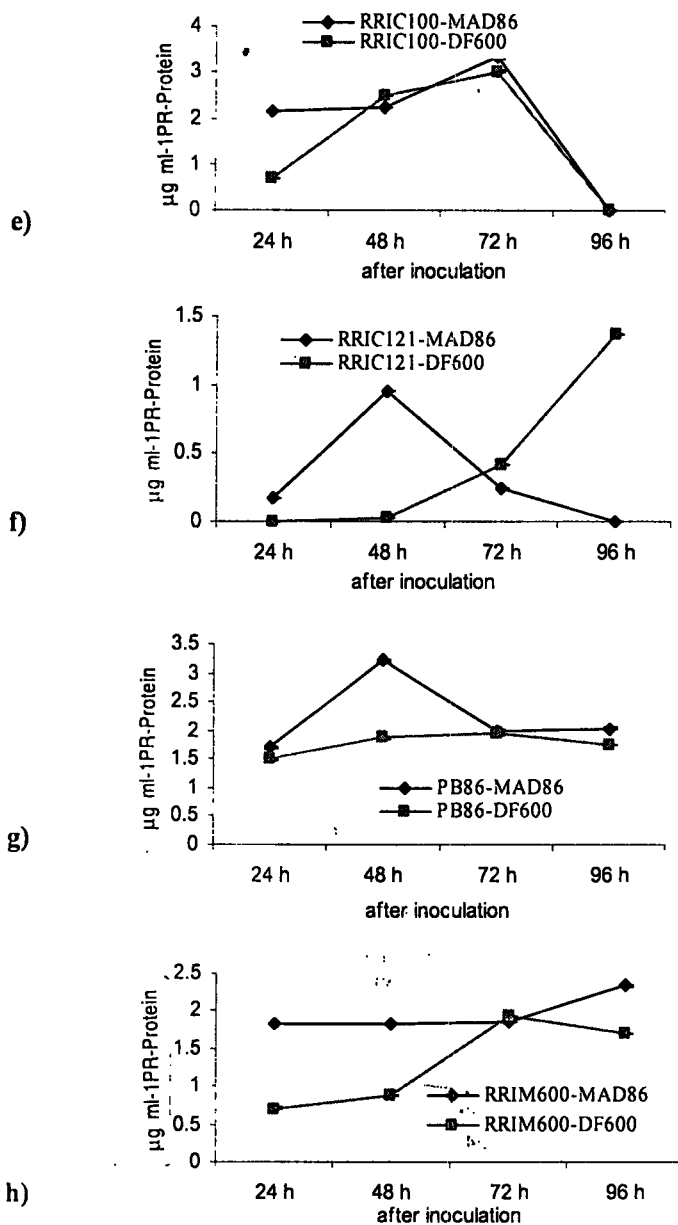 RRIC100-MAD86
RRIC100-DF600
µg ml-1PR-Protein
4
3
2
1
0
24 h 48 h 72 h 96 h
after inoculation
e)
RRIC121-MAD86
RRIC121-DF600
µg ml-1PR-Protein
1.5
1
0.5
0
24 h 48 h 72 h 96 h
after inoculation
f)
µg ml-1PR-Protein
3.5
3
2.5
2
1.5
1
0.5
0
PB86-MAD86
PB86-DF600
24 h 48 h 72 h 96 h
after inoculation
g)
µg ml-1PR-Protein
2.5
2
1.5
1
0.5
0
RRIM600-MAD86
RRIM600-DF600
24 h 48 h 72 h 96 h
after inoculation
h)